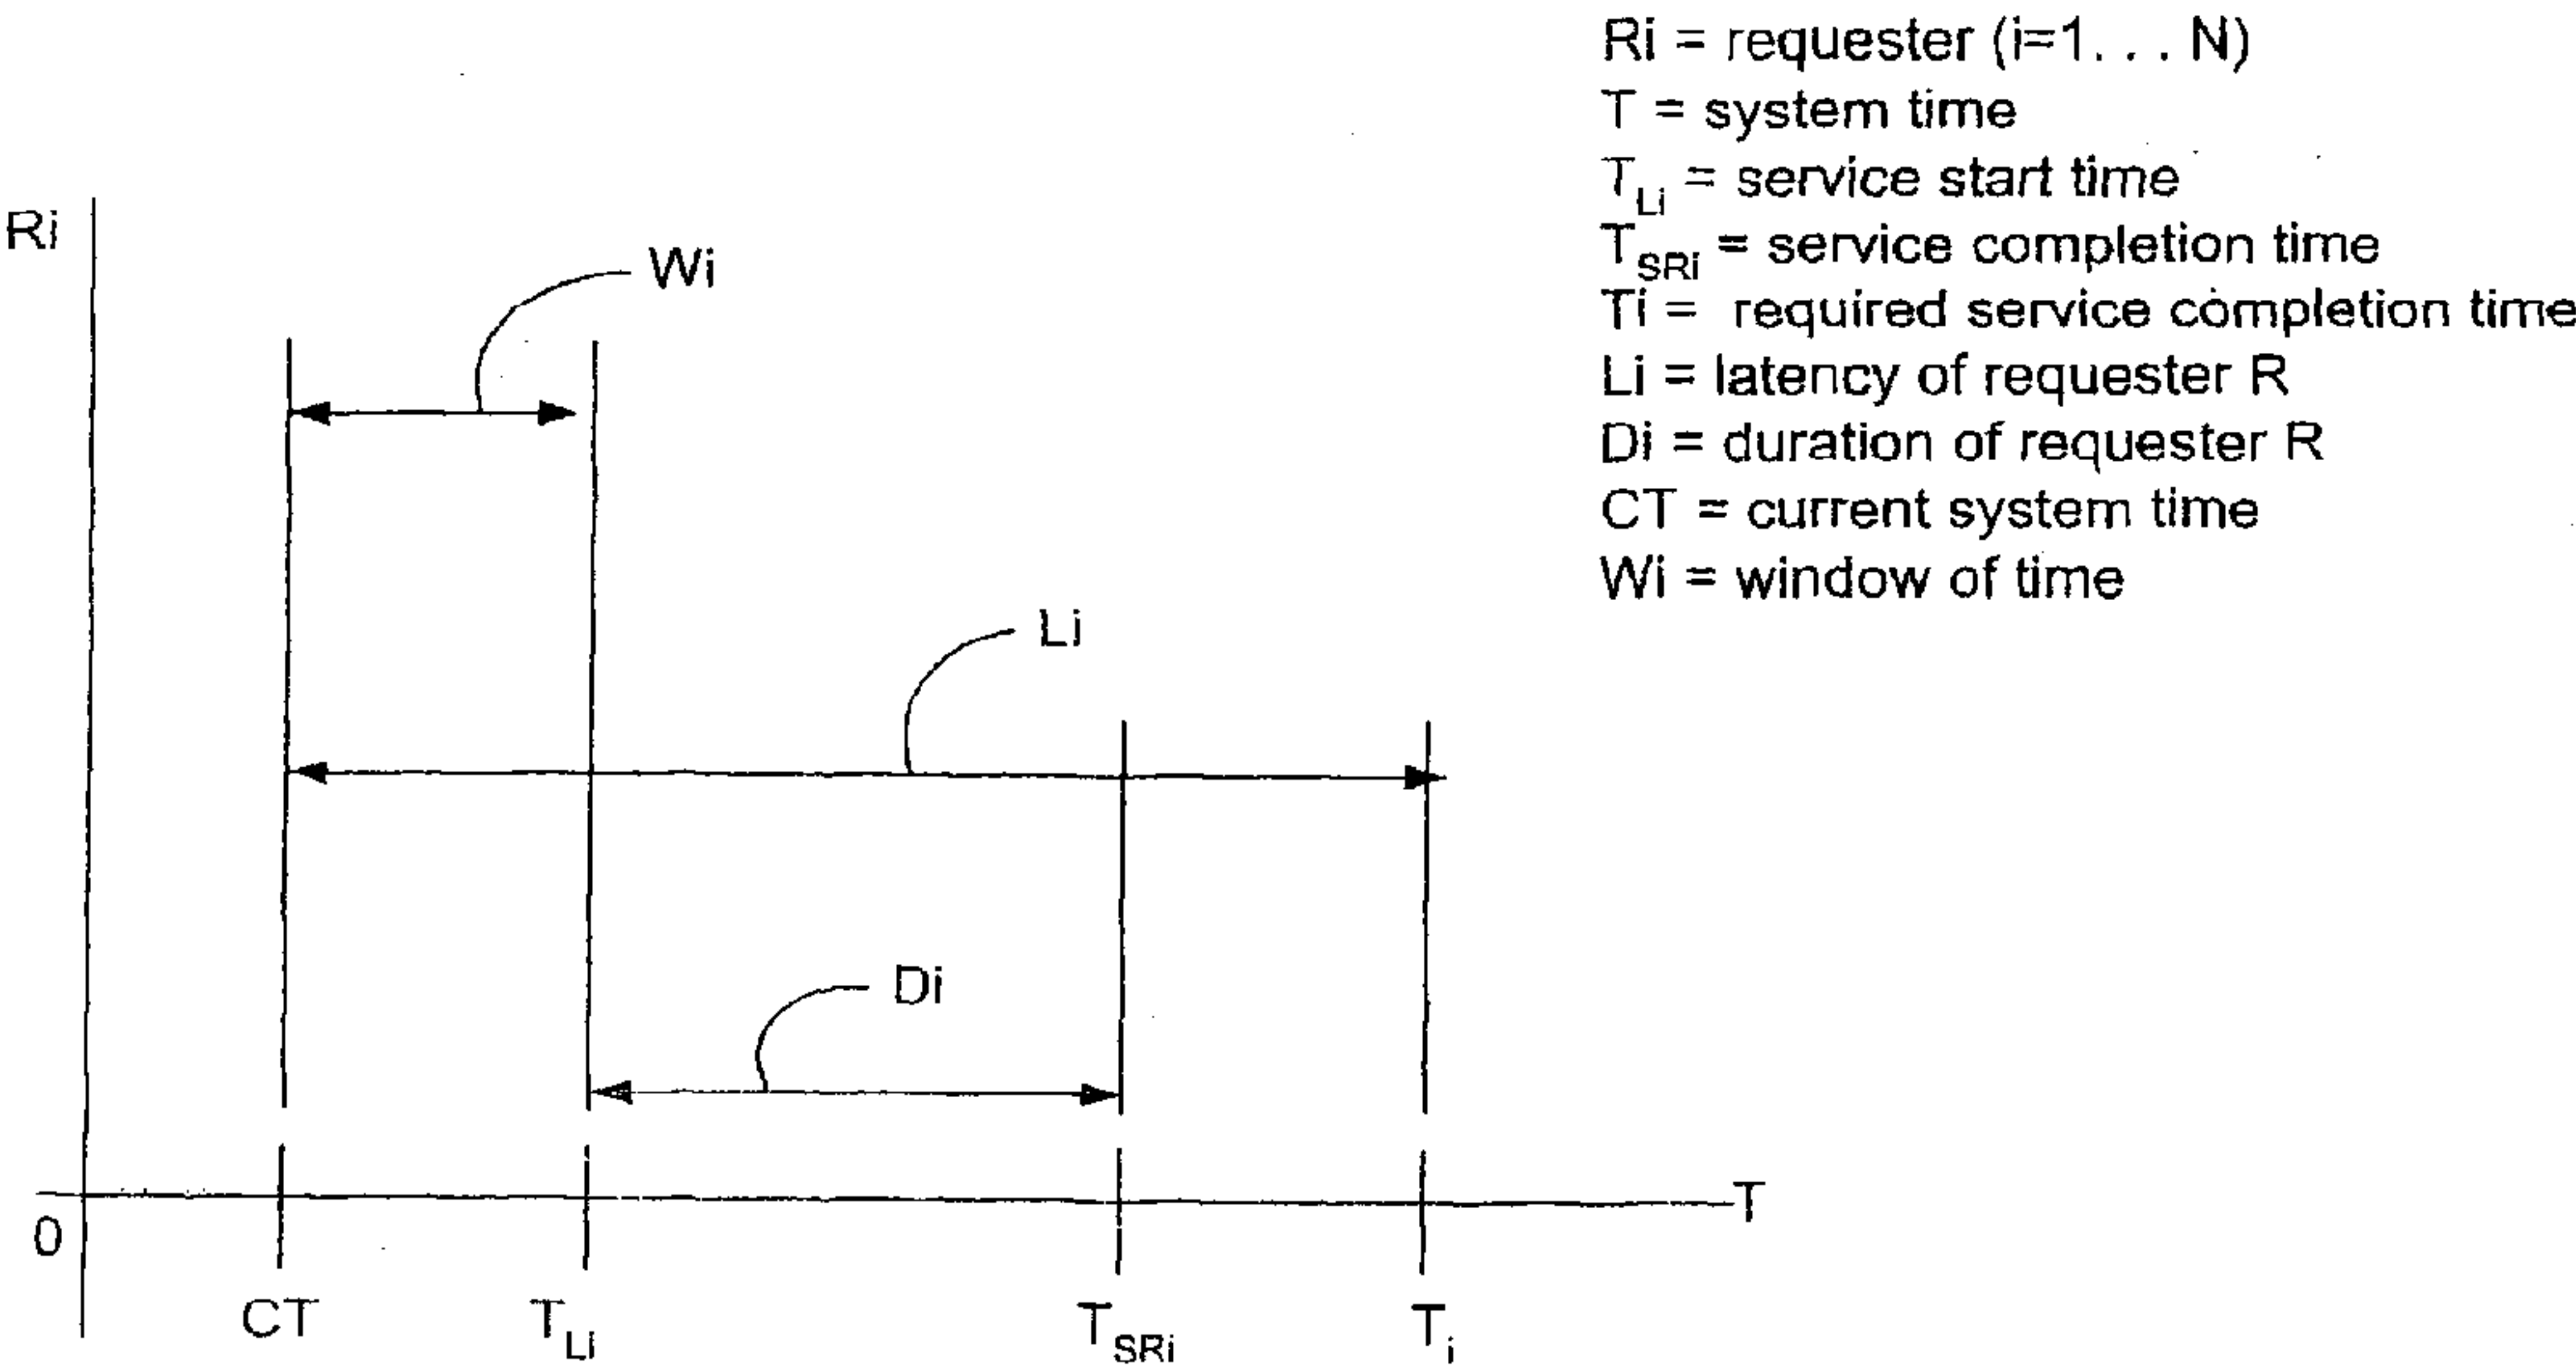 Ri = requester (i=1. . . N)
T = system time
T_Li = service start time
T_SRi = service completion time
Ti = required service completion time
Li = latency of requester R
Di = duration of requester R
CT = current system time
Wi = window of time
Ri
Wi
Li
Di
T
0
CT
T_Li
T_SRi
T_i